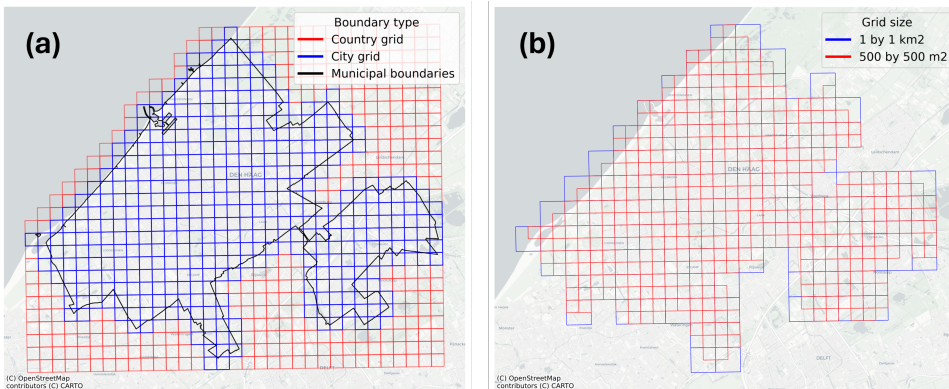 (a)
Boundary type
Country grid
City grid
Municipal boundaries
DEN HAAG
DELFT
(C) OpenStreetMap
contributors (C) CARTO
(b)
Grid size
1 by 1 km2
500 by 500 m2
DEN HAAG
DELFT
(C) OpenStreetMap
contributors (C) CARTO